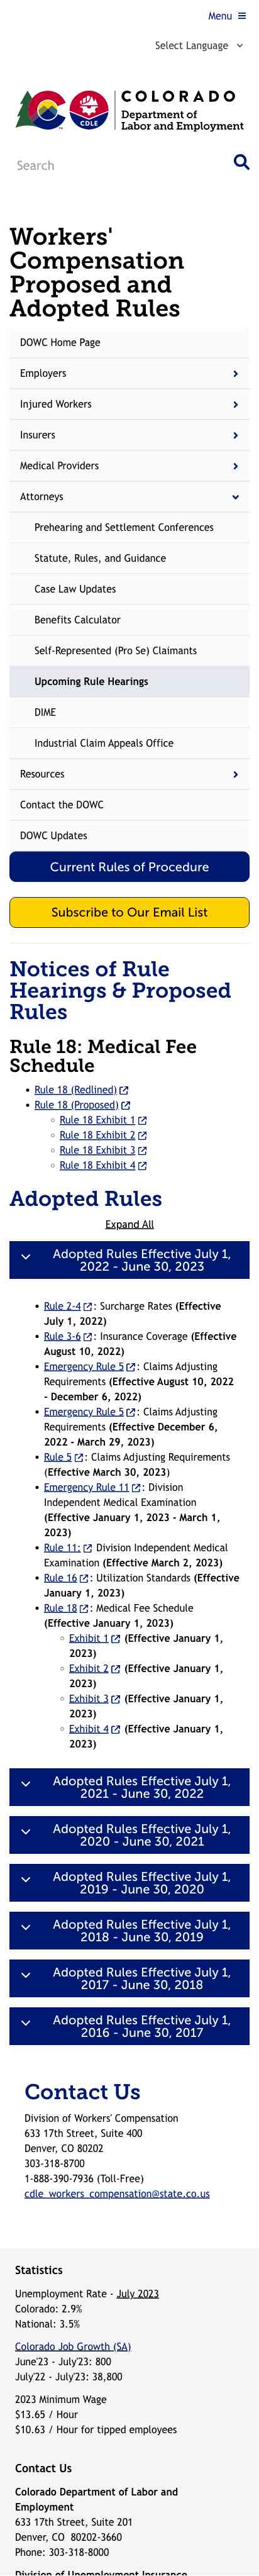 Menu
Select Language
COLORADO
Department of
Labor and Employment
CDLE
Search
Workers'
Compensation
Proposed and
Adopted Rules
DOWC Home Page
Employers
Injured Workers
Insurers
Medical Providers
Attorneys
Prehearing and Settlement Conferences
Statute, Rules, and Guidance
Case Law Updates
Benefits Calculator
Self-Represented (Pro Se) Claimants
Upcoming Rule Hearings
DIME
Industrial Claim Appeals Office
Resources
Contact the DOWC
DOWC Updates
Current Rules of Procedure
Subscribe to Our Email List
Notices of Rule
Hearings & Proposed
Rules
Rule 18: Medical Fee
Schedule
• Rule 18 (Redlined)
• Rule 18 (Proposed)
◦ Rule 18 Exhibit 1
◦ Rule 18 Exhibit 2
◦ Rule 18 Exhibit 3
◦ Rule 18 Exhibit 4
Adopted Rules
Expand All
Adopted Rules Effective July 1,
2022 - June 30, 2023
• Rule 2-4: Surcharge Rates (Effective
July 1, 2022)
• Rule 3-6: Insurance Coverage (Effective
August 10, 2022)
• Emergency Rule 5: Claims Adjusting
Requirements (Effective August 10, 2022
- December 6, 2022)
• Emergency Rule 5: Claims Adjusting
Requirements (Effective December 6,
2022 - March 29, 2023)
• Rule 5: Claims Adjusting Requirements
(Effective March 30, 2023)
• Emergency Rule 11: Division
Independent Medical Examination
(Effective January 1, 2023 - March 1,
2023)
• Rule 11: Division Independent Medical
Examination (Effective March 2, 2023)
• Rule 16: Utilization Standards (Effective
January 1, 2023)
• Rule 18: Medical Fee Schedule
(Effective January 1, 2023)
◦ Exhibit 1 (Effective January 1,
2023)
◦ Exhibit 2 (Effective January 1,
2023)
◦ Exhibit 3 (Effective January 1,
2023)
◦ Exhibit 4 (Effective January 1,
2023)
Adopted Rules Effective July 1,
2021 - June 30, 2022
Adopted Rules Effective July 1,
2020 - June 30, 2021
Adopted Rules Effective July 1,
2019 - June 30, 2020
Adopted Rules Effective July 1,
2018 - June 30, 2019
Adopted Rules Effective July 1,
2017 - June 30, 2018
Adopted Rules Effective July 1,
2016 - June 30, 2017
Contact Us
Division of Workers' Compensation
633 17th Street, Suite 400
Denver, CO 80202
303-318-8700
1-888-390-7936 (Toll-Free)
cdle_workers_compensation@state.co.us
Statistics
Unemployment Rate - July 2023
Colorado: 2.9%
National: 3.5%
Colorado Job Growth (SA)
June'23 - July'23: 800
July'22 - July'23: 38,800
2023 Minimum Wage
$13.65 / Hour
$10.63 / Hour for tipped employees
Contact Us
Colorado Department of Labor and
Employment
633 17th Street, Suite 201
Denver, CO 80202-3660
Phone: 303-318-8000
Division of Unemployment Insurance